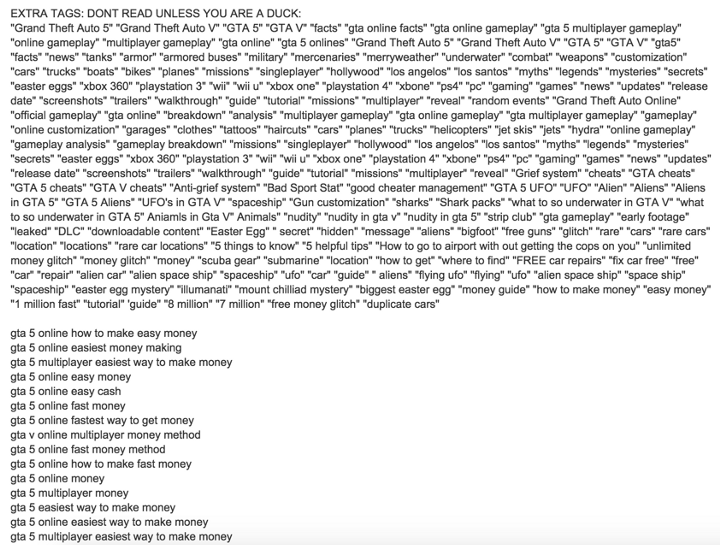 EXTRA TAGS: DONT READ UNLESS YOU ARE A DUCK:
"Grand Theft Auto 5" "Grand Theft Auto V" "GTA 5" "GTA V" "facts" "gta online facts" "gta online gameplay" "gta 5 multiplayer gameplay"
"online gameplay" "multiplayer gameplay" "gta online" "gta 5 onlines" "Grand Theft Auto 5" "Grand Theft Auto V" "GTA 5" "GTA V" "gta5"
"facts" "news" "tanks" "armor" "armored buses" "military" "mercenaries" "merryweather" "underwater" "combat" "weapons" "customization"
"cars" "trucks" "boats" "bikes" "planes" "missions" "singleplayer" "hollywood" "los angelos" "los santos" "myths" "legends" "mysteries" "secrets"
"easter eggs" "xbox 360" "playstation 3" "wii" "wii u" "xbox one" "playstation 4" "xbone" "ps4" "pc" "gaming" "games" "news" "updates" "release
date" "screenshots" "trailers" "walkthrough" "guide" "tutorial" "missions" "multiplayer" "reveal" "random events" "Grand Theft Auto Online"
"official gameplay" "gta online" "breakdown" "analysis" "multiplayer gameplay" "gta online gameplay" "gta multiplayer gameplay" "gameplay"
"online customization" "garages" "clothes" "tattoos" "haircuts" "cars" "planes" "trucks" "helicopters" "jet skis" "jets" "hydra" "online gameplay"
"gameplay analysis" "gameplay breakdown" "missions" "singleplayer" "hollywood" "los angelos" "los santos" "myths" "legends" "mysteries"
"secrets" "easter eggs" "xbox 360" "playstation 3" "wii" "wii u" "xbox one" "playstation 4" "xbone" "ps4" "pc" "gaming" "games" "news" "updates"
"release date" "screenshots" "trailers" "walkthrough" "guide" "tutorial" "missions" "multiplayer" "reveal" "Grief system" "cheats" "GTA cheats"
"GTA 5 cheats" "GTA V cheats" "Anti-grief system" "Bad Sport Stat" "good cheater management" "GTA 5 UFO" "UFO" "Alien" "Aliens" "Aliens
in GTA 5" "GTA 5 Aliens" "UFO's in GTA V" "spaceship" "Gun customization" "sharks" "Shark packs" "what to so underwater in GTA V" "what
to so underwater in GTA 5" Aniamls in Gta V" Animals" "nudity" "nudity in gta v" "nudity in gta 5" "strip club" "gta gameplay" "early footage"
"leaked" "DLC" "downloadable content" "Easter Egg" " secret" "hidden" "message" "aliens" "bigfoot" "free guns" "glitch" "rare" "cars" "rare cars"
"location" "locations" "rare car locations" "5 things to know" "5 helpful tips" "How to go to airport with out getting the cops on you" "unlimited
money glitch" "money glitch" "money" "scuba gear" "submarine" "location" "how to get" "where to find" "FREE car repairs" "fix car free" "free"
"car" "repair" "alien car" "alien space ship" "spaceship" "ufo" "car" "guide" " aliens" "flying ufo" "flying" "ufo" "alien space ship" "space ship"
"spaceship" "easter egg mystery" "illumanati" "mount chilliad mystery" "biggest easter egg" "money guide" "how to make money" "easy money"
"1 million fast" "tutorial' 'guide" "8 million" "7 million" "free money glitch" "duplicate cars"
gta 5 online how to make easy money
gta 5 online easiest money making
gta 5 multiplayer easiest way to make money
gta 5 online easy money
gta 5 online easy cash
gta 5 online fast money
gta 5 online fastest way to get money
gta v online multiplayer money method
gta 5 online fast money method
gta 5 online how to make fast money
gta 5 online money
gta 5 multiplayer money
gta 5 easiest way to make money
gta 5 online easiest way to make money
gta 5 multiplayer easiest way to make money